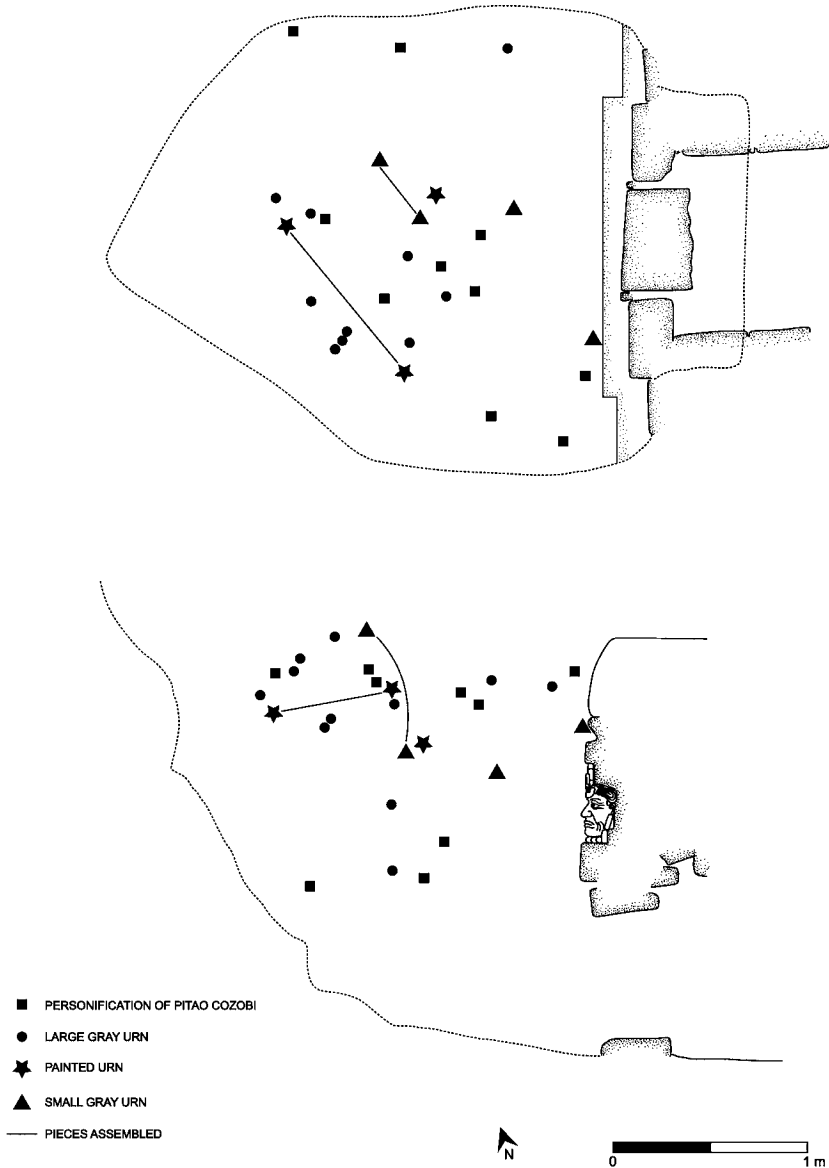 PERSONIFICATION OF PITAO COZOBI
LARGE GRAY URN
PAINTED URN
SMALL GRAY URN
PIECES ASSEMBLED
N
0 1 m